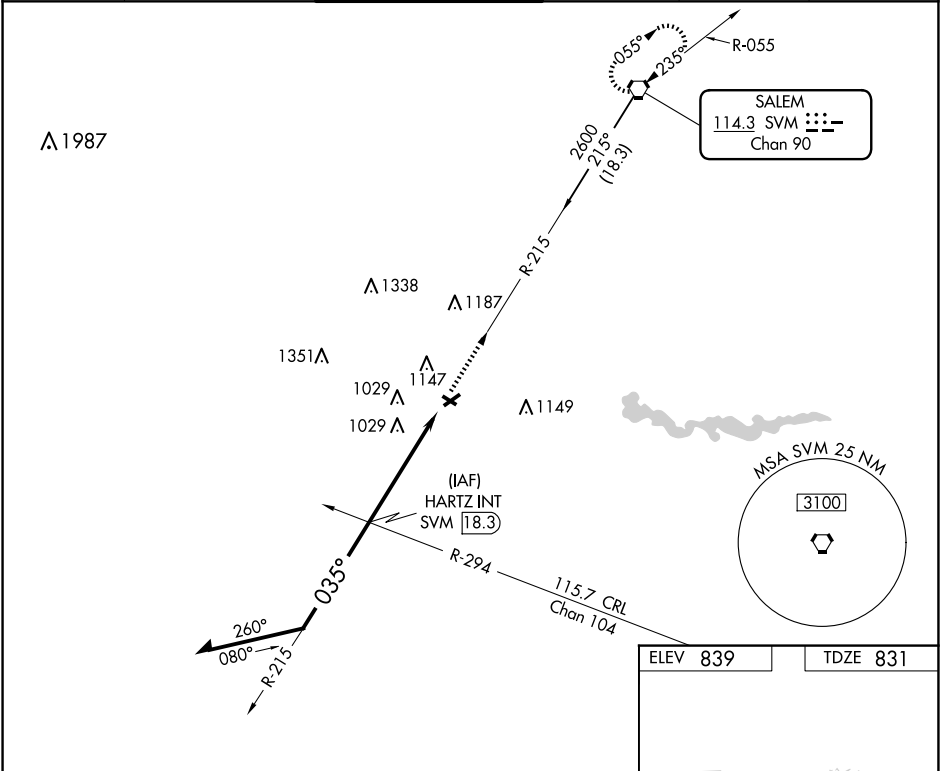 055°
235°
R-055
SALEM
114.3 SVM
Chan 90
1987
2600
215°
(18.3)
R-215
1338
1187
1351
1147
1029
1149
1029
(IAF)
HARTZ INT
SVM 18.3
MSA SVM 25 NM
3100
R-294
115.7 CRL
Chan 104
035°
260°
080°
R-215
ELEV 839
TDZE 831